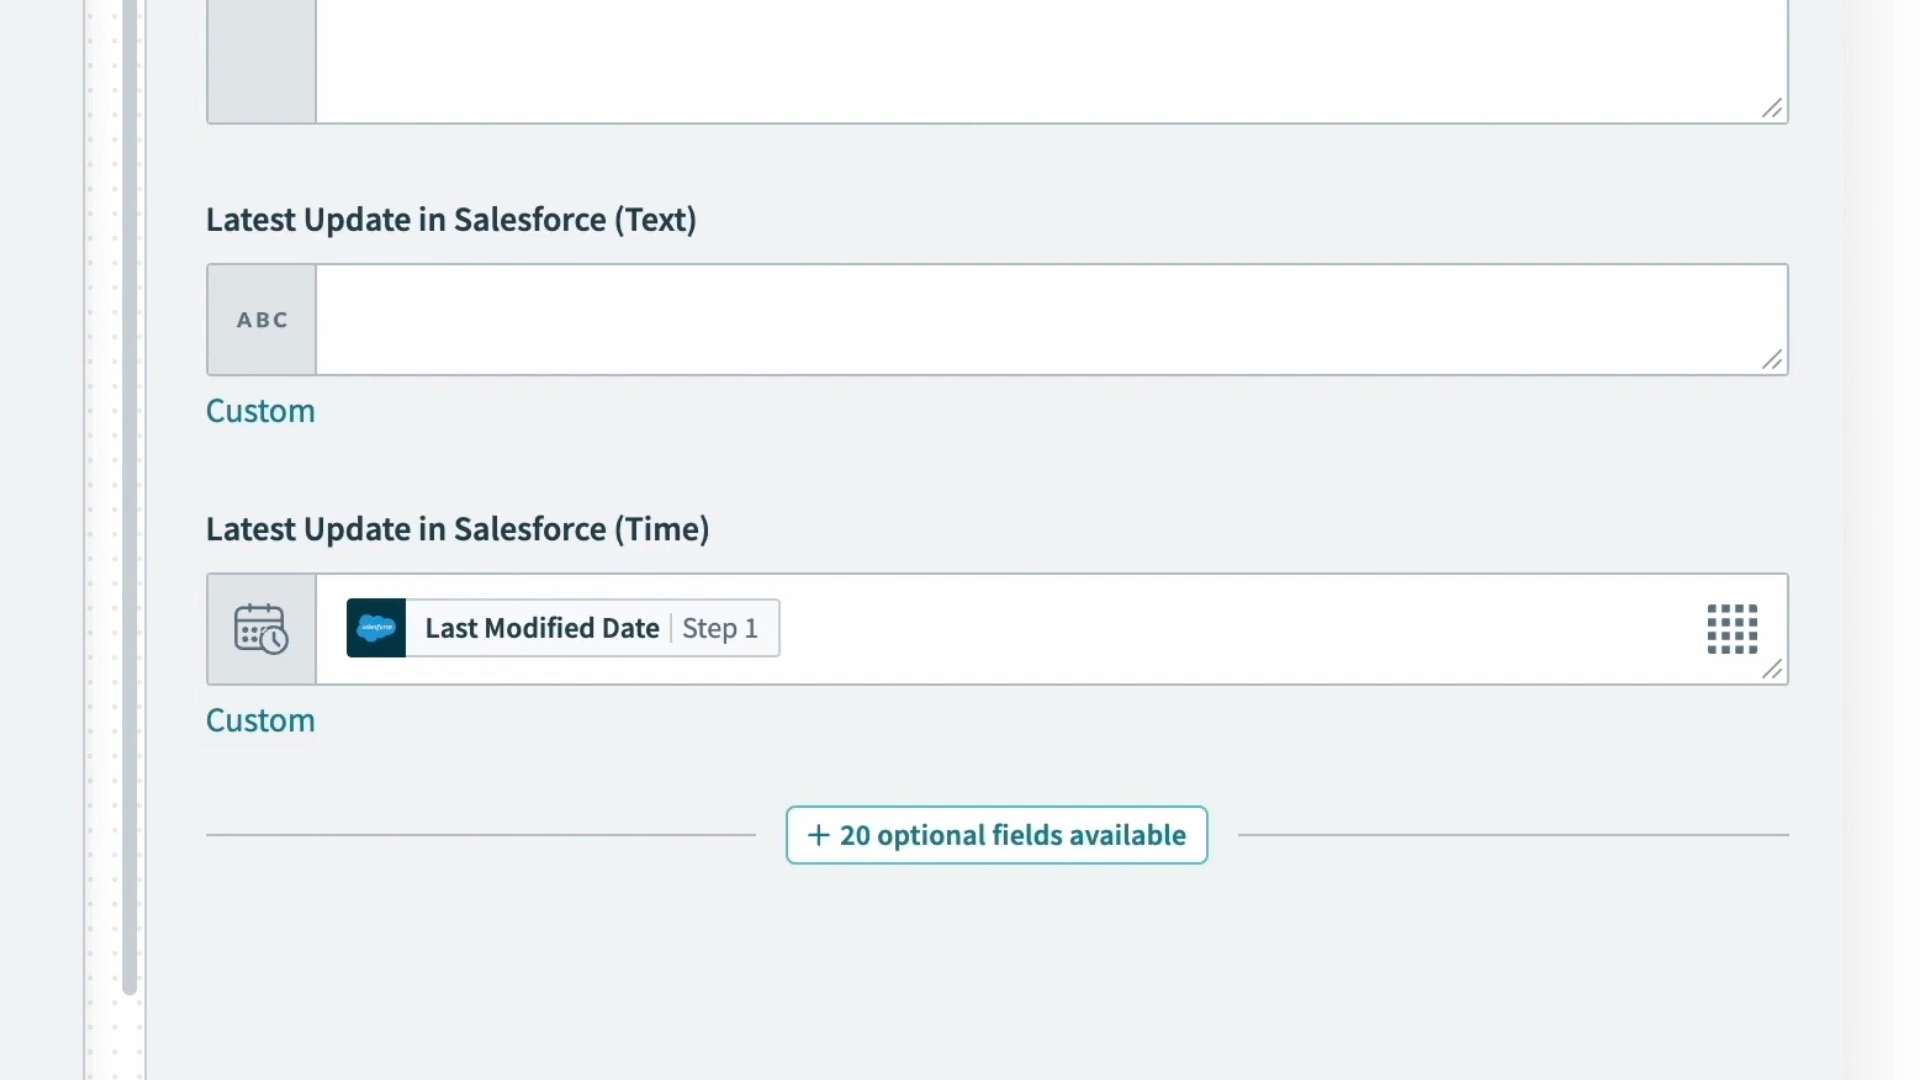 Latest Update in Salesforce (Text)
ABC
Custom
Latest Update in Salesforce (Time)
salesforce
Last Modified Date | Step 1
Custom
+ 20 optional fields available